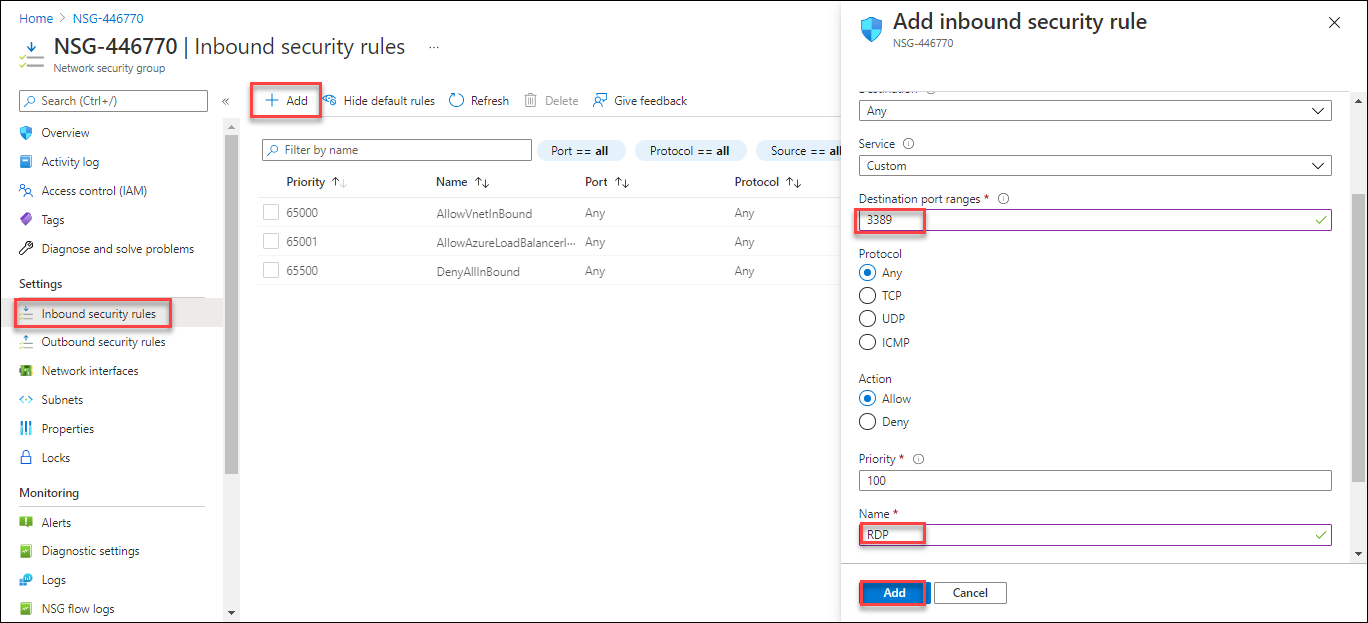 Home > NSG-446770
NSG-446770 | Inbound security rules ...
Network security group
Search (Ctrl+/)
«
Overview
Activity log
Access control (IAM)
Tags
Diagnose and solve problems
Settings
Inbound security rules
Outbound security rules
Network interfaces
Subnets
Properties
Locks
Monitoring
Alerts
Diagnostic settings
Logs
NSG flow logs
Add Hide default rules Refresh Delete Give feedback
Filter by name Port == all Protocol == all Source == all
Priority Name Port Protocol
65000 AllowVnetInBound Any Any
65001 AllowAzureLoadBalancerI... Any Any
65500 DenyAllInBound Any Any
Add inbound security rule
NSG-446770
Destination
Any
Service
Custom
Destination port ranges *
3389
Protocol
Any
TCP
UDP
ICMP
Action
Allow
Deny
Priority *
100
Name *
RDP
Add Cancel